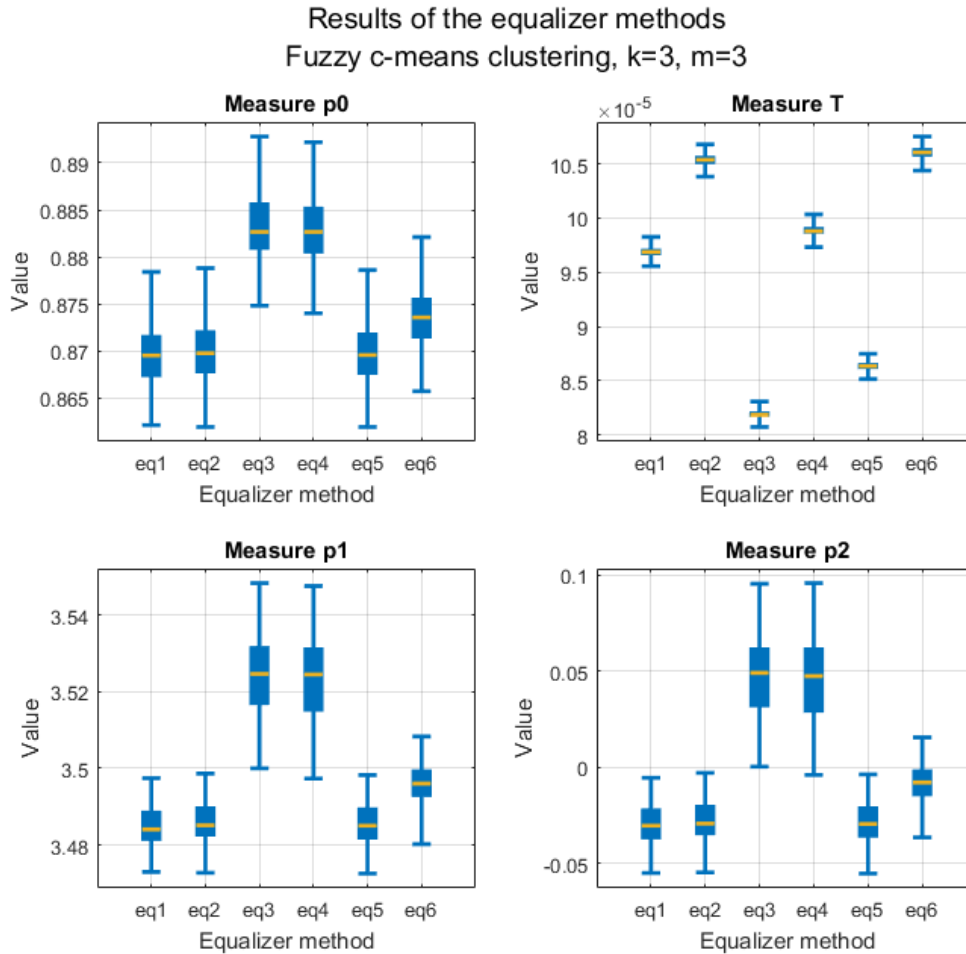 Results of the equalizer methods
Fuzzy c-means clustering, k=3, m=3
Measure p0
0.89
0.885
0.88
0.875
0.87
0.865
Value
eq1 eq2 eq3 eq4 eq5 eq6
Equalizer method
× 10⁻⁵
Measure T
10.5
10
9.5
9
8.5
8
Value
eq1 eq2 eq3 eq4 eq5 eq6
Equalizer method
Measure p1
3.54
3.52
3.5
3.48
Value
eq1 eq2 eq3 eq4 eq5 eq6
Equalizer method
Measure p2
0.1
0.05
0
-0.05
Value
eq1 eq2 eq3 eq4 eq5 eq6
Equalizer method